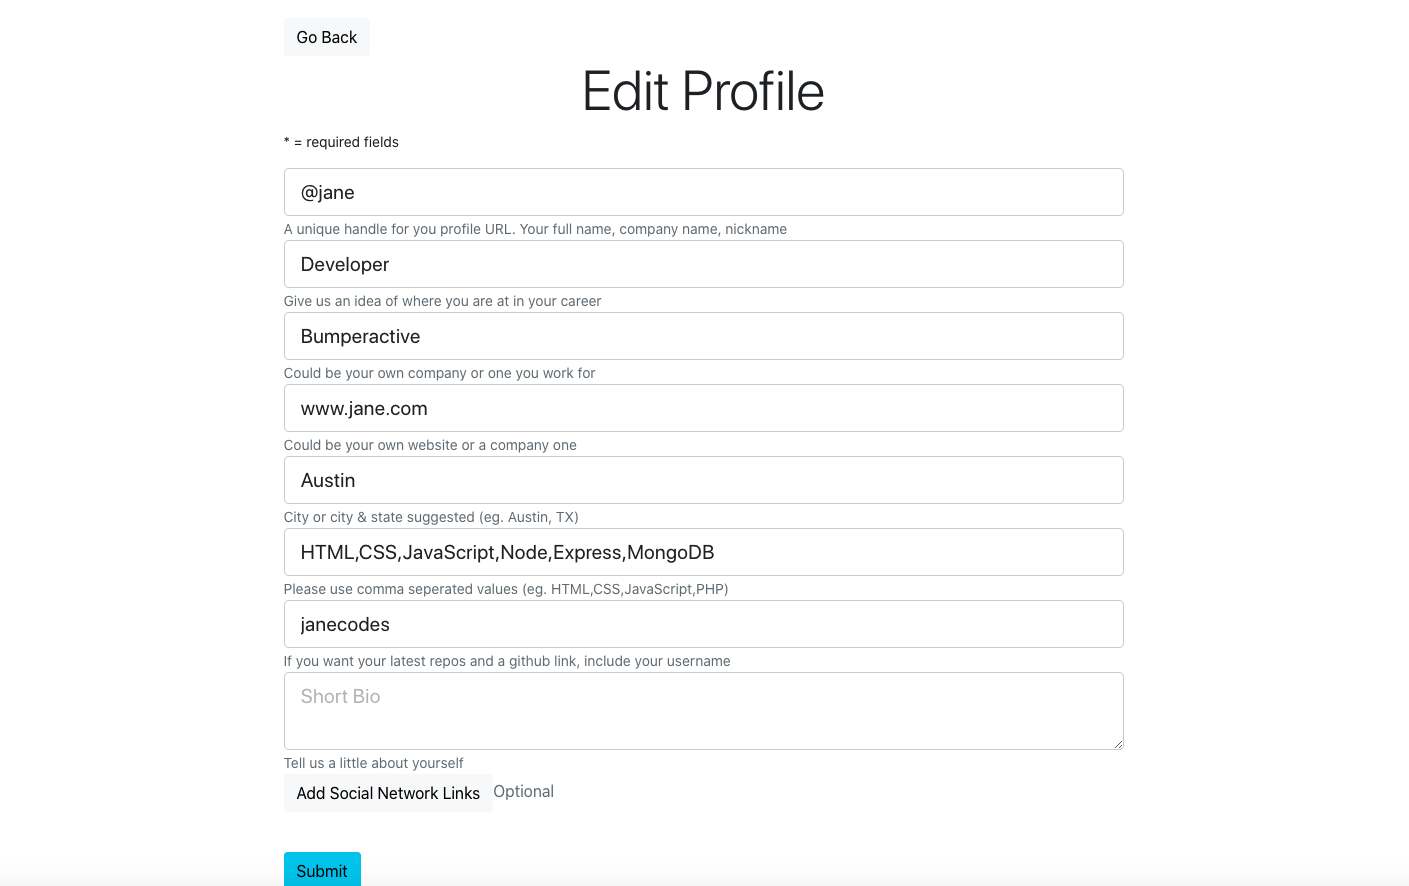 Go Back
Edit Profile
* = required fields
@jane
A unique handle for you profile URL. Your full name, company name, nickname
Developer
Give us an idea of where you are at in your career
Bumperactive
Could be your own company or one you work for
www.jane.com
Could be your own website or a company one
Austin
City or city & state suggested (eg. Austin, TX)
HTML,CSS,JavaScript,Node,Express,MongoDB
Please use comma seperated values (eg. HTML,CSS,JavaScript,PHP)
janecodes
If you want your latest repos and a github link, include your username
Short Bio
Tell us a little about yourself
Add Social Network Links Optional
Submit